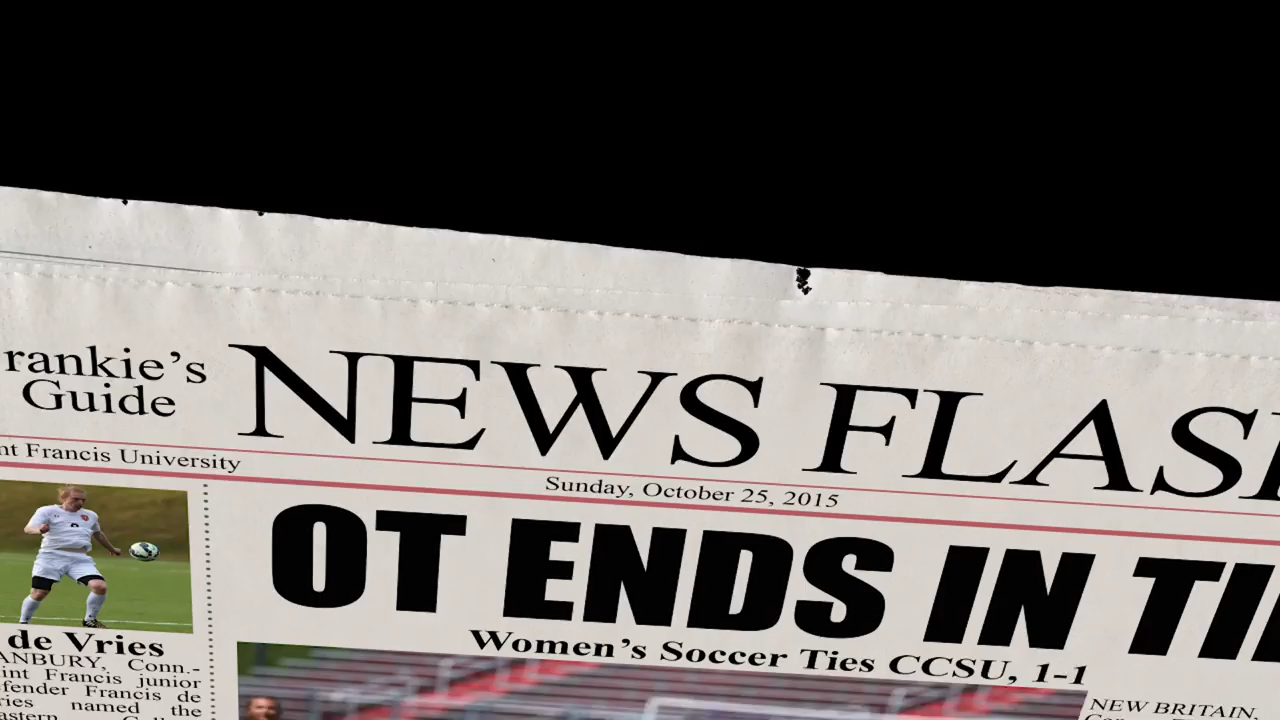 rankie's
Guide
NEWS FLAS
nt Francis University
Sunday, October 25, 2015
OT ENDS IN TI
Women's Soccer Ties CCSU, 1-1
de Vries
ANBURY, Conn.-
int Francis junior
fender Francis de
ries named the
NEW BRITAIN,